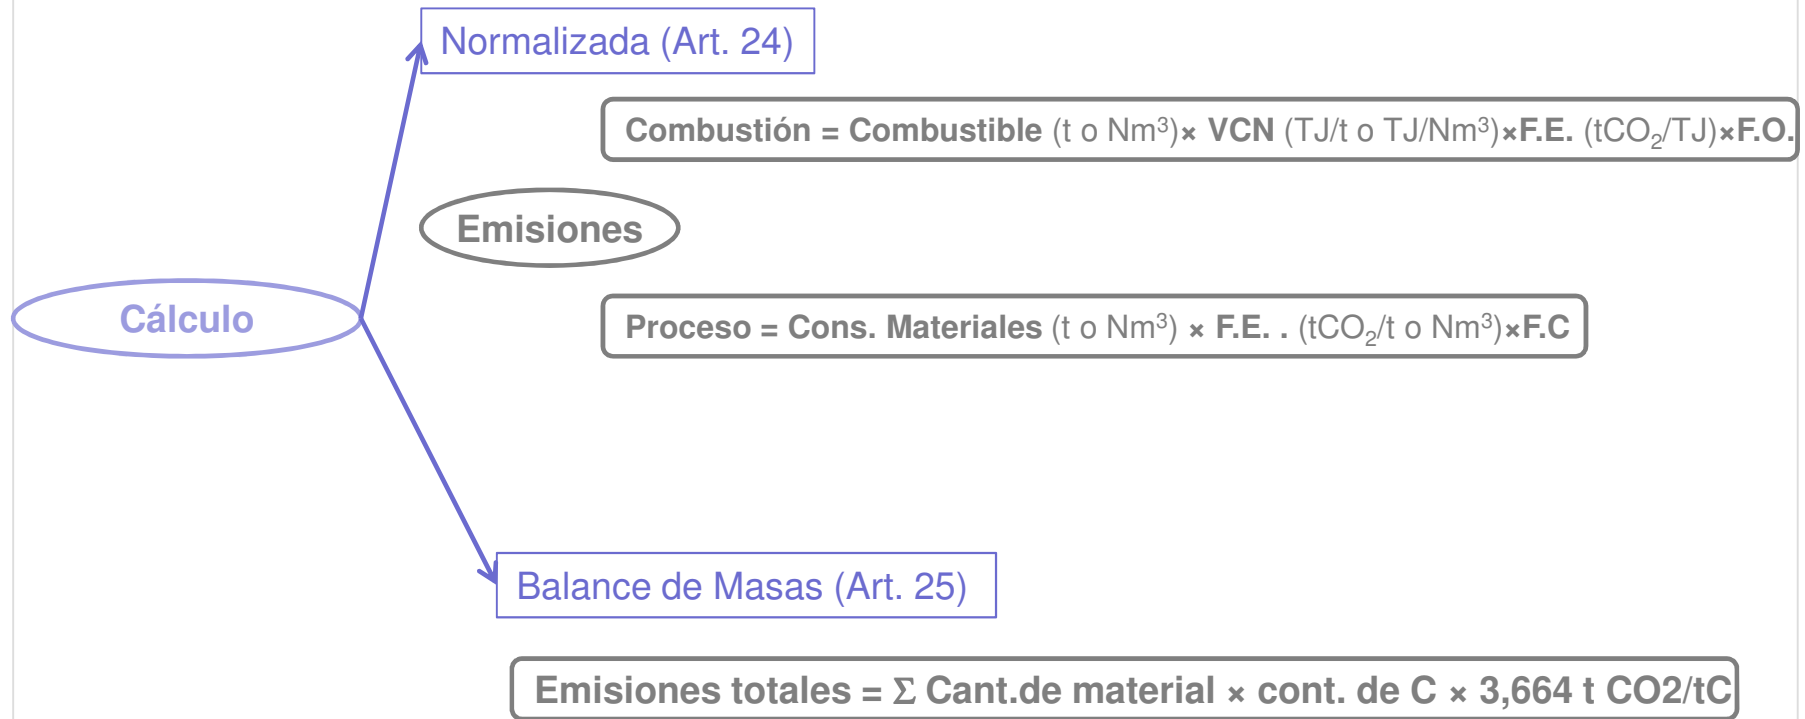 Normalizada (Art. 24)
Combustión = Combustible (t o Nm³)× VCN (TJ/t o TJ/Nm³)×F.E. (tCO₂/TJ)×F.O.
Emisiones
Cálculo
Proceso = Cons. Materiales (t o Nm³) × F.E. . (tCO₂/t o Nm³)×F.C
Balance de Masas (Art. 25)
Emisiones totales = Σ Cant.de material × cont. de C × 3,664 t CO2/tC